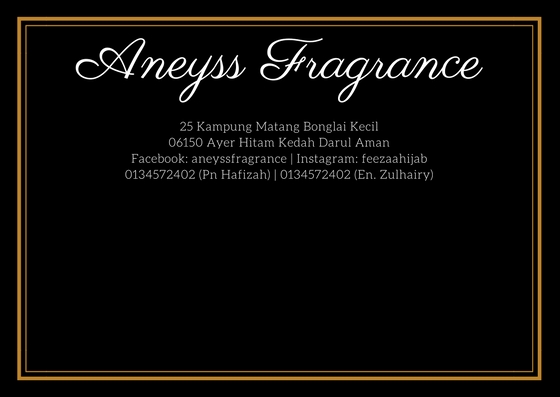 Aneyss Fragrance
25 Kampung Matang Bonglai Kecil
06150 Ayer Hitam Kedah Darul Aman
Facebook: aneyssfragrance | Instagram: feezaahijab
0134572402 (Pn Hafizah) | 0134572402 (En. Zulhairy)